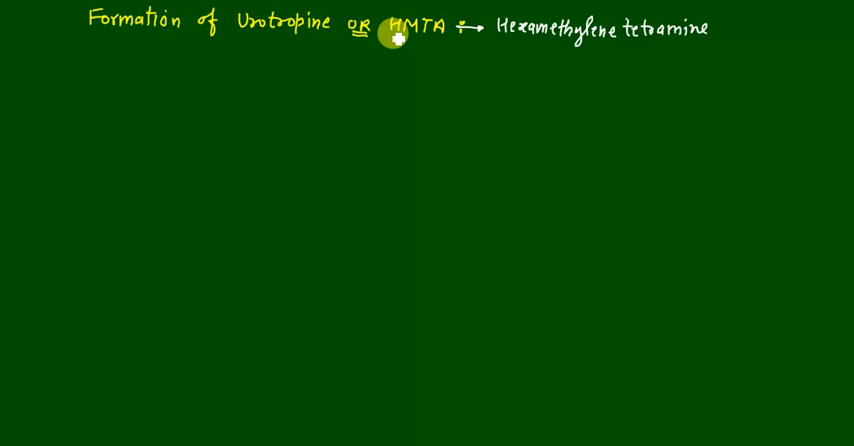 Formation of Urotropine OR HMTA : → Hexamethylene tetramine